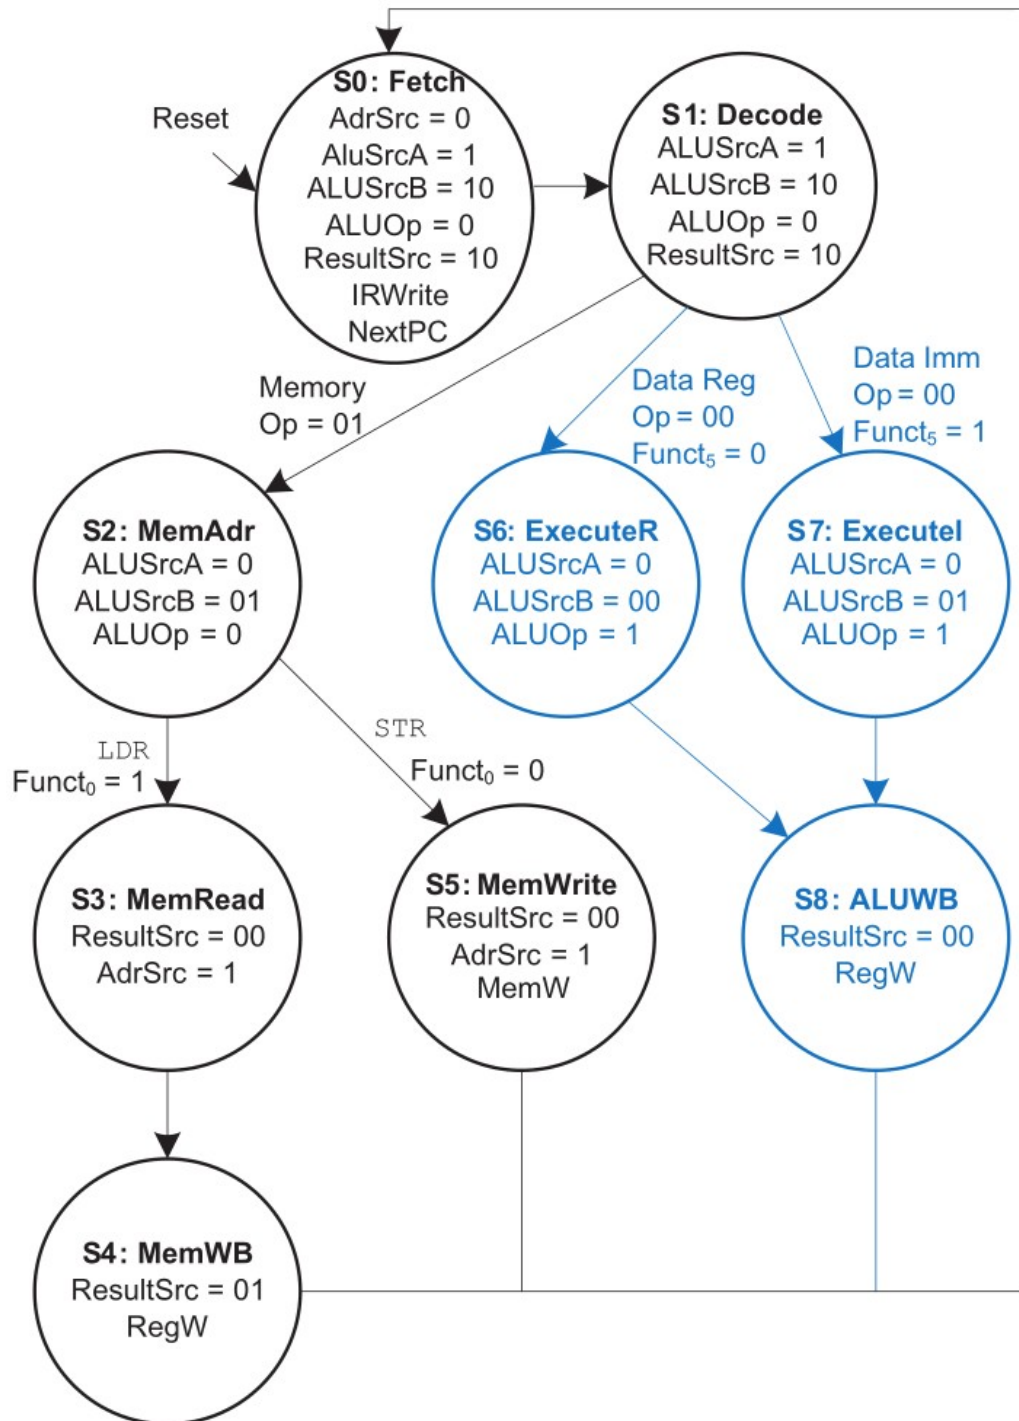 Reset
S0: Fetch
AdrSrc = 0
AluSrcA = 1
ALUSrcB = 10
ALUOp = 0
ResultSrc = 10
IRWrite
NextPC
S1: Decode
ALUSrcA = 1
ALUSrcB = 10
ALUOp = 0
ResultSrc = 10
Memory
Op = 01
Data Reg
Op = 00
Funct₅ = 0
Data Imm
Op = 00
Funct₅ = 1
S2: MemAdr
ALUSrcA = 0
ALUSrcB = 01
ALUOp = 0
S6: ExecuteR
ALUSrcA = 0
ALUSrcB = 00
ALUOp = 1
S7: ExecuteI
ALUSrcA = 0
ALUSrcB = 01
ALUOp = 1
LDR
Funct₀ = 1
STR
Funct₀ = 0
S3: MemRead
ResultSrc = 00
AdrSrc = 1
S5: MemWrite
ResultSrc = 00
AdrSrc = 1
MemW
S8: ALUWB
ResultSrc = 00
RegW
S4: MemWB
ResultSrc = 01
RegW